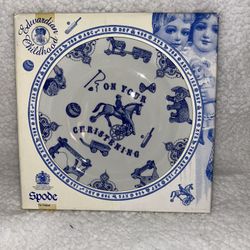 Edwardian
Childhood
ON YOUR
CHRISTENING
Spode